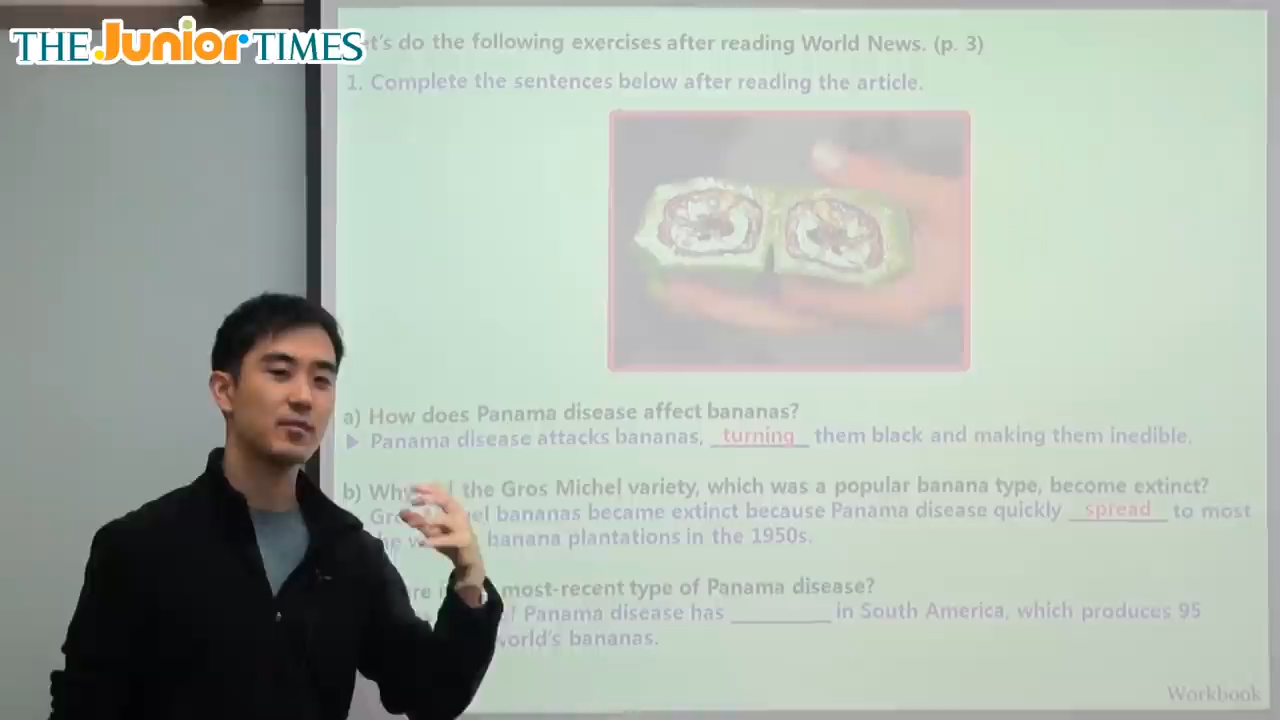 THE Junior TIMES
t's do the following exercises after reading World News. (p. 3)
1. Complete the sentences below after reading the article.
a) How does Panama disease affect bananas?
▶ Panama disease attacks bananas, turning them black and making them inedible.
b) Why the Gros Michel variety, which was a popular banana type, become extinct?
bananas became extinct because Panama disease quickly spread to most
banana plantations in the 1950s.
most-recent type of Panama disease?
Panama disease has _________ in South America, which produces 95
world's bananas.
Workbook